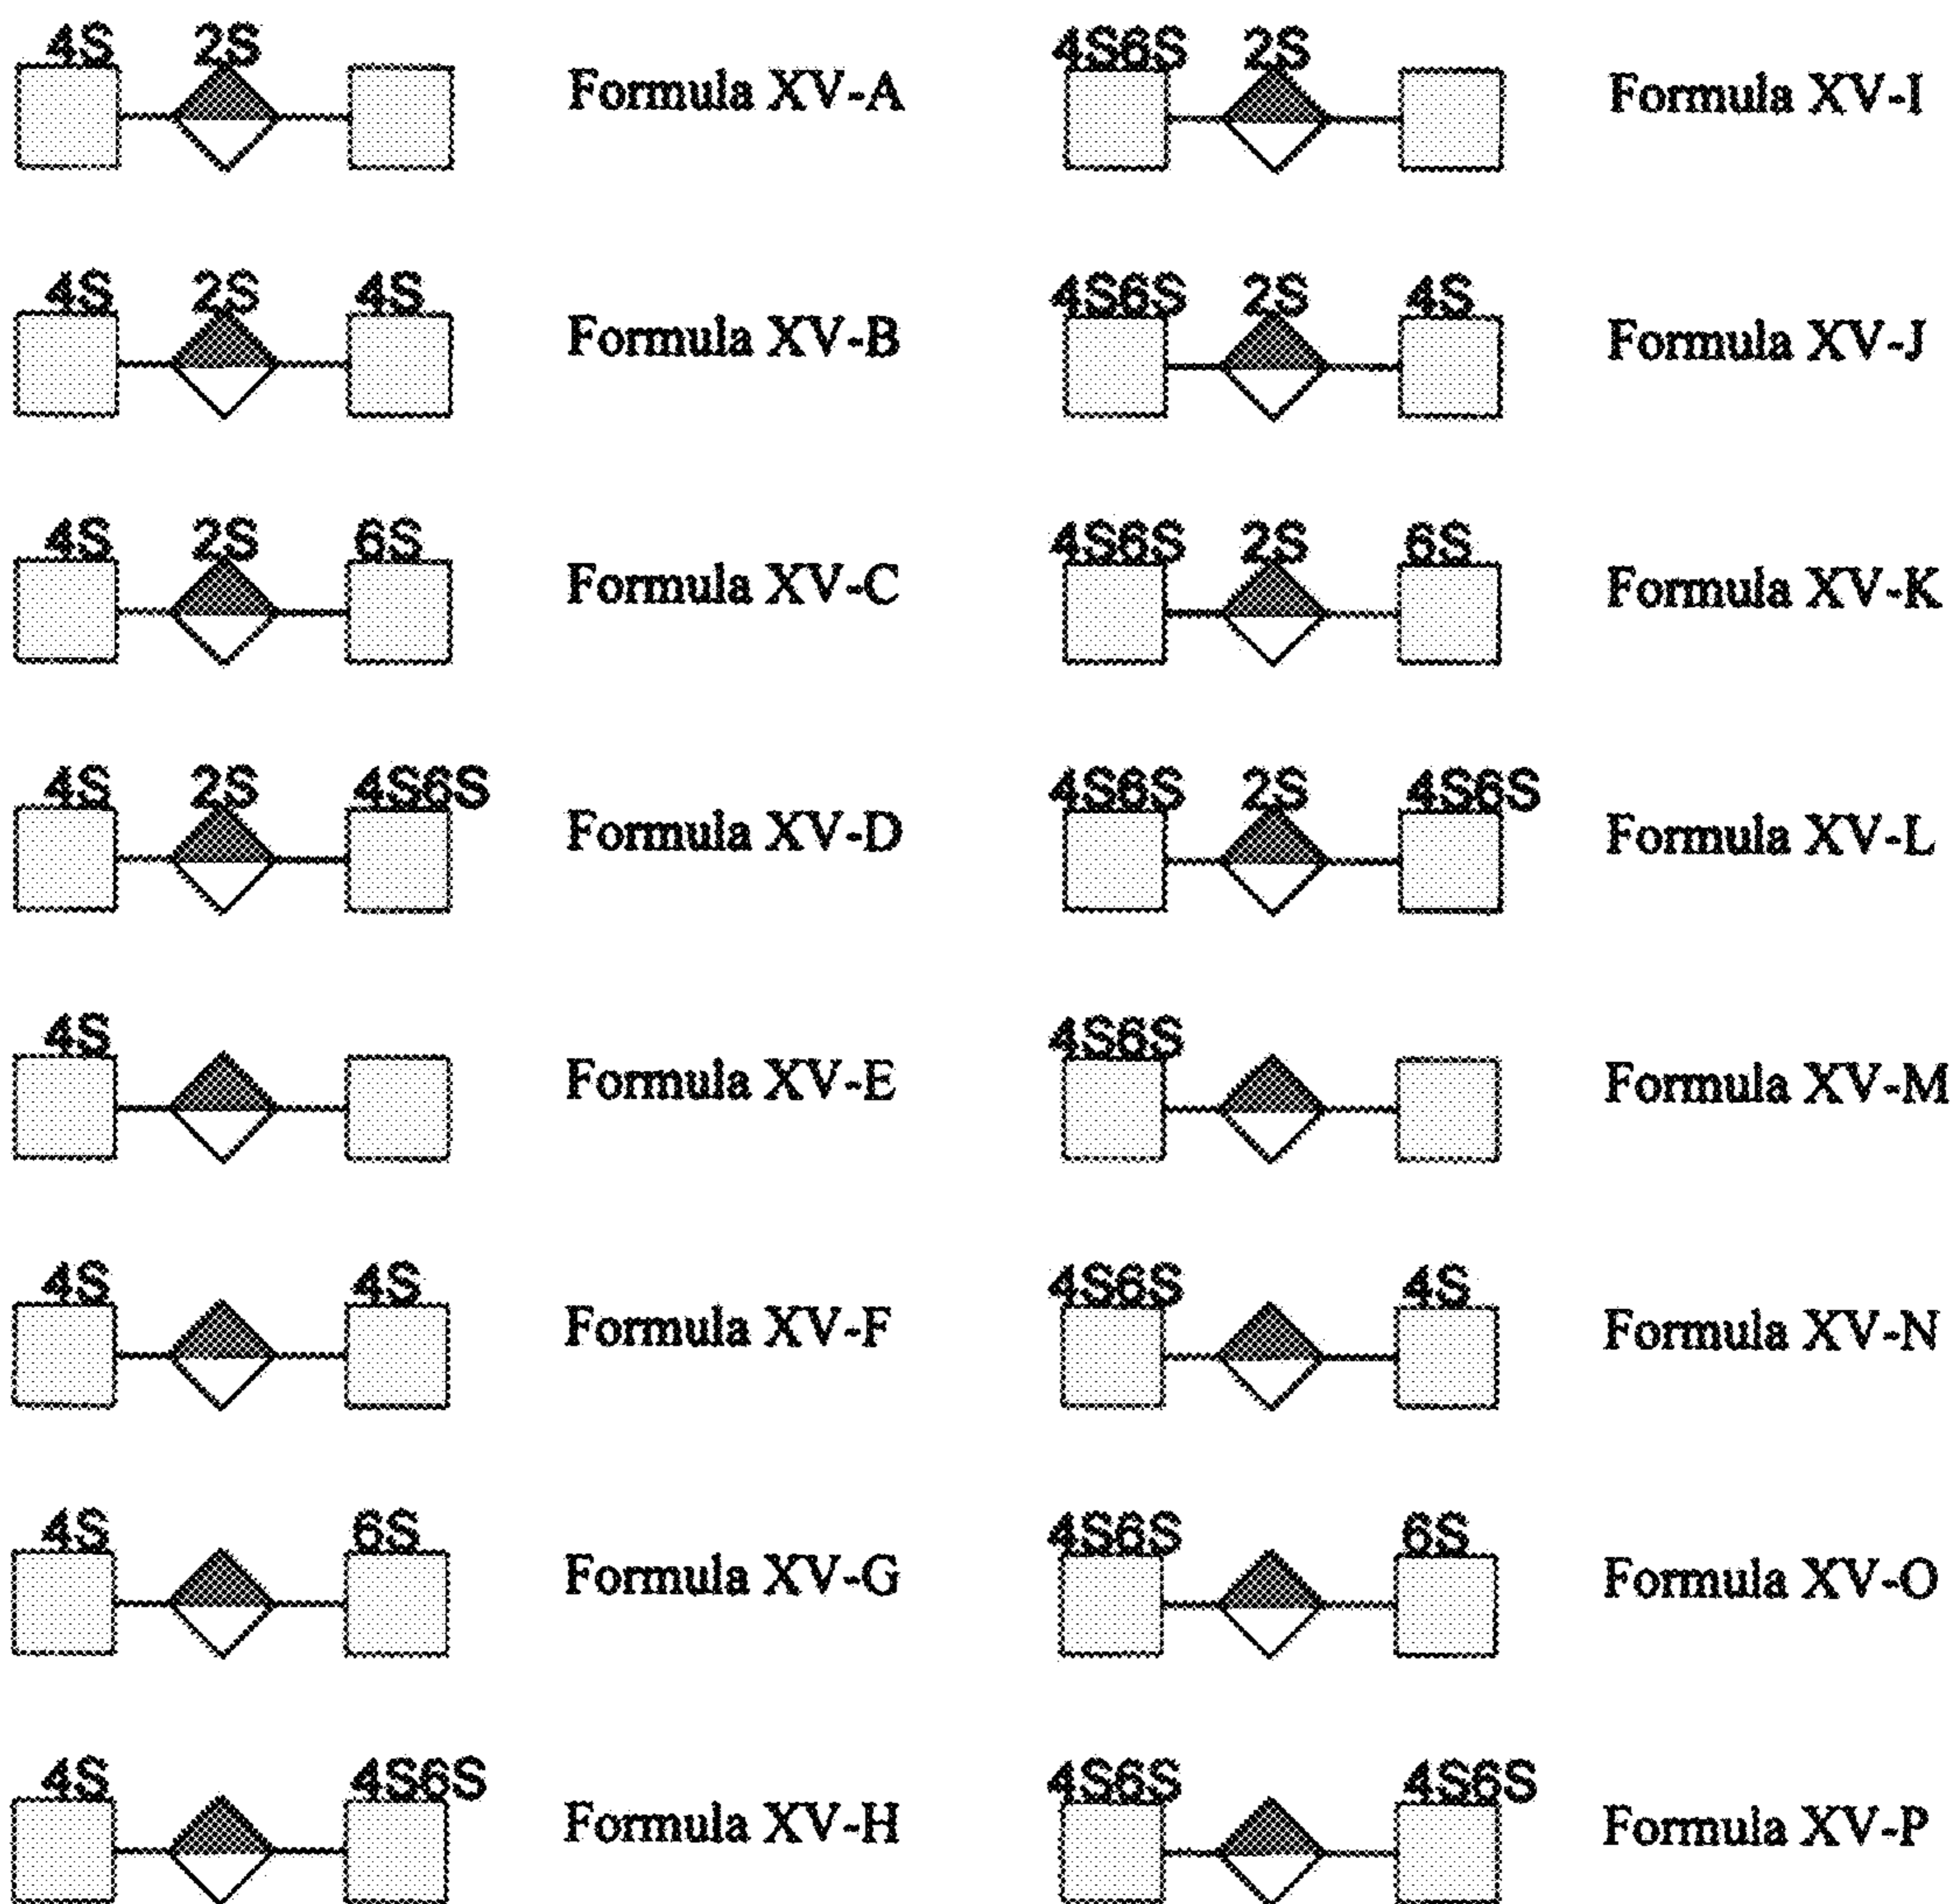 4S 2S Formula XV-A
4S 2S 4S Formula XV-B
4S 2S 6S Formula XV-C
4S 2S 4S6S Formula XV-D
4S Formula XV-E
4S 4S Formula XV-F
4S 6S Formula XV-G
4S 4S6S Formula XV-H
4S6S 2S Formula XV-I
4S6S 2S 4S Formula XV-J
4S6S 2S 6S Formula XV-K
4S6S 2S 4S6S Formula XV-L
4S6S Formula XV-M
4S6S 4S Formula XV-N
4S6S 6S Formula XV-O
4S6S 4S6S Formula XV-P